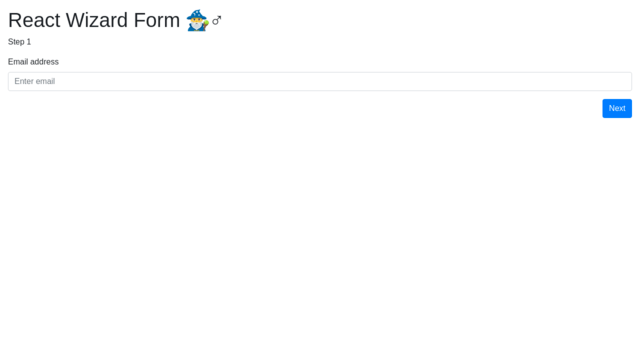 React Wizard Form 🧙‍♂
Step 1
Email address
Enter email
Next